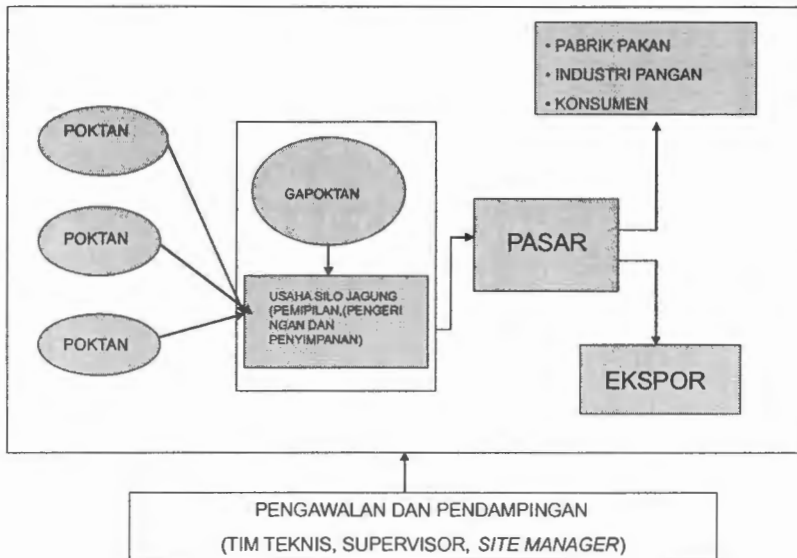 POKTAN
POKTAN
POKTAN
GAPOKTAN
USAHA SILO JAGUNG
(PEMIPILAN,(PENGERI
NGAN DAN
PENYIMPANAN)
PASAR
• PABRIK PAKAN
• INDUSTRI PANGAN
• KONSUMEN
EKSPOR
PENGAWALAN DAN PENDAMPINGAN
(TIM TEKNIS, SUPERVISOR, SITE MANAGER)